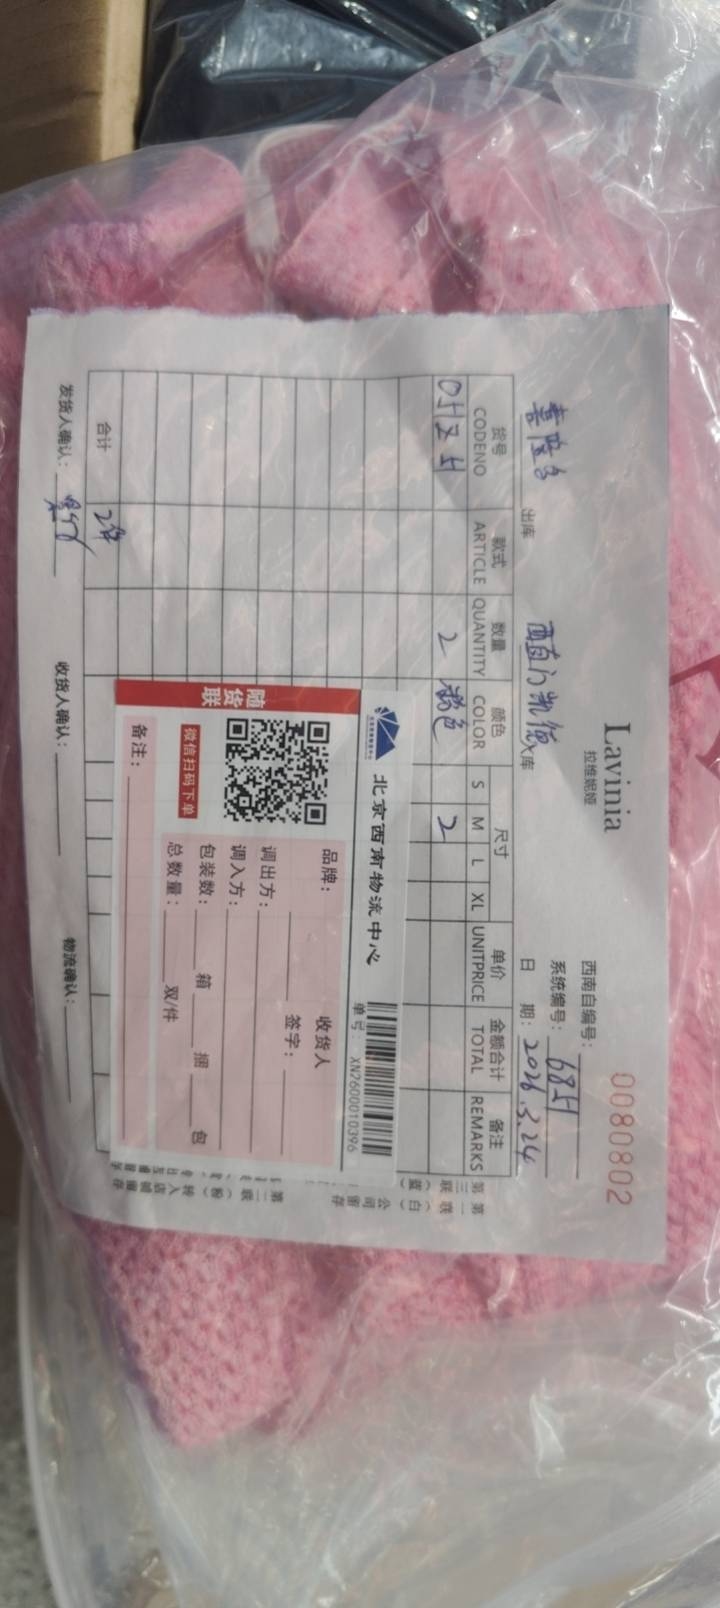 Lavinia
拉维妮娅
0080802
西南自编号：
系统编号： 6851
出库 西直门凯德 入库 日 期： 2026.3.24
货号 款式 数量 颜色 尺寸 单价 金额合计 备注
CODENO ARTICLE QUANTITY COLOR S M L XL UNITPRICE TOTAL REMARKS
2 粉色 2
合计 2件
发货人确认： 收货人确认： 物流确认：
北京西南物流中心
单号： XN2600010396
随货联
微信扫码下单
品牌： 收货人
签字：
调出方：
调入方：
包装数： 箱 捆 包
总数量： 双/件
备注：